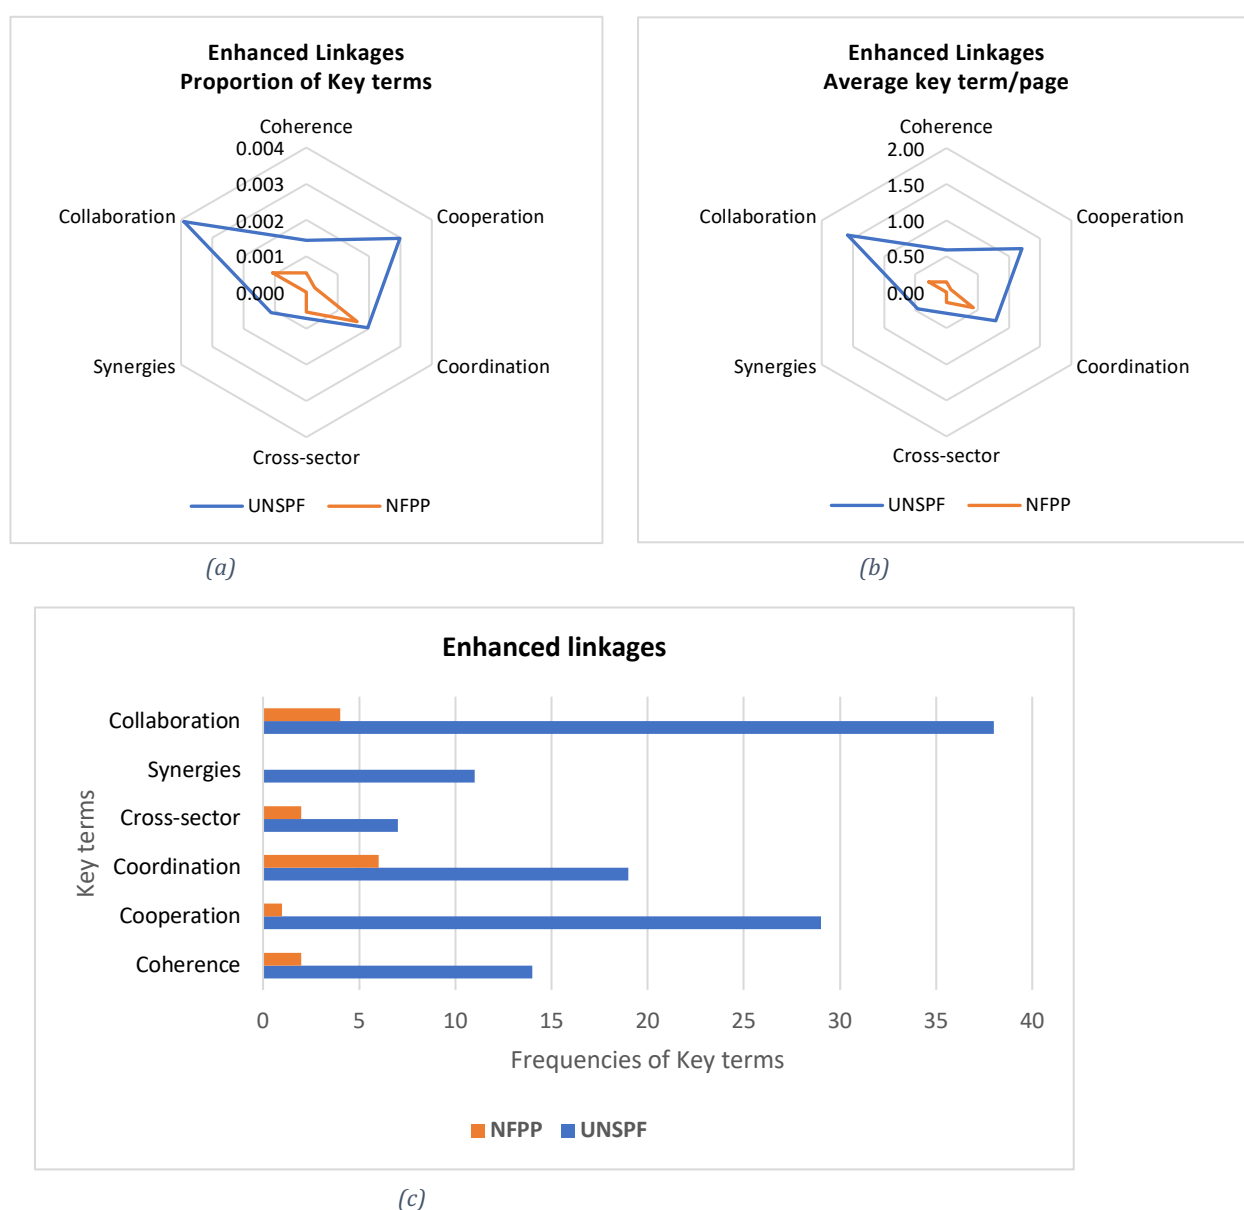 Enhanced Linkages
Proportion of Key terms
Coherence
0.004
0.003
0.002
0.001
0.000
Collaboration
Cooperation
Synergies
Coordination
Cross-sector
UNSPF
NFPP
(a)
Enhanced Linkages
Average key term/page
Coherence
2.00
1.50
1.00
0.50
0.00
Collaboration
Cooperation
Synergies
Coordination
Cross-sector
UNSPF
NFPP
(b)
Enhanced linkages
Key terms
Collaboration
Synergies
Cross-sector
Coordination
Cooperation
Coherence
0 5 10 15 20 25 30 35 40
Frequencies of Key terms
NFPP UNSPF
(c)